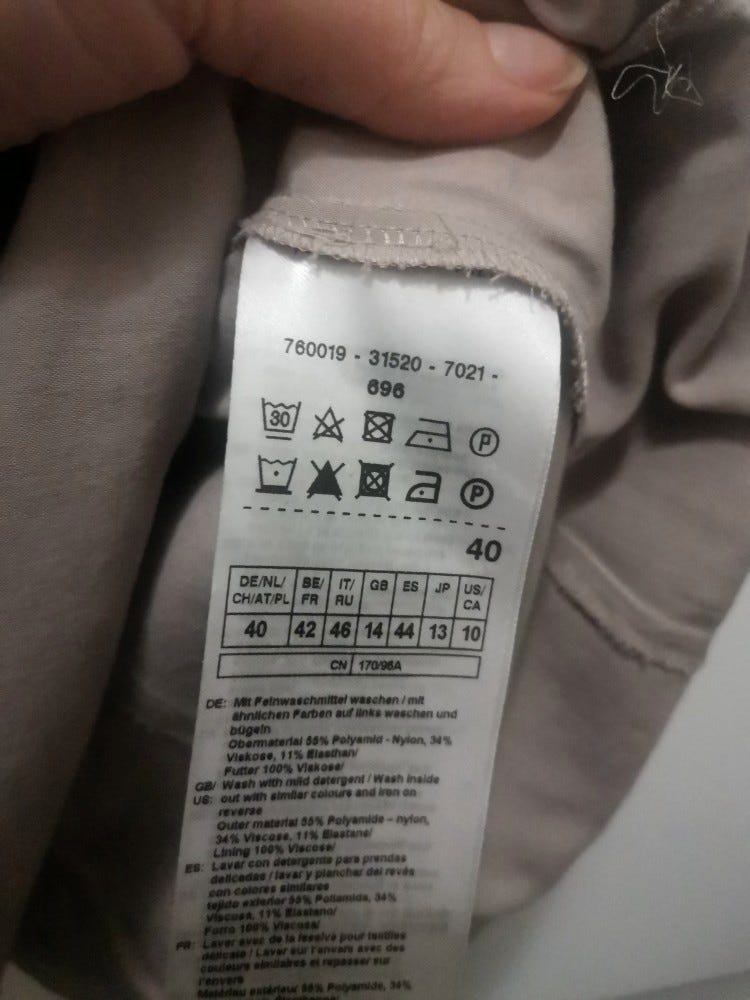 760019 - 31520 - 7021 -
696
30 P
P
40
DE/NL/ CH/AT/PL BE/ FR IT/ RU GB ES JP US/ CA
40 42 46 14 44 13 10
CN 170/96A
DE: Mit Feinwaschmittel waschen / mit
ähnlichen Farben auf links waschen und
bügeln
Obermaterial 55% Polyamid - Nylon, 34%
Viskose, 11% Elasthan/
Futter 100% Viskose/
GB/ US: Wash with mild detergent / Wash inside
out with similar colours and iron on
reverse
Outer material 55% Polyamide – nylon,
34% Viscose, 11% Elastane/
Lining 100% Viscose/
ES: Lavar con detergente para prendas
delicadas / lavar y planchar del revés
con colores similares
tejido exterior 55% Poliamida, 34%
Viscosa, 11% Elastano/
Forro 100% Viscosa/
FR: Laver avec de la lessive pour textiles
délicats / Laver sur l'envers avec des
couleurs similaires et repasser sur
l'envers
Matériau extérieur 55% Polyamide, 34%